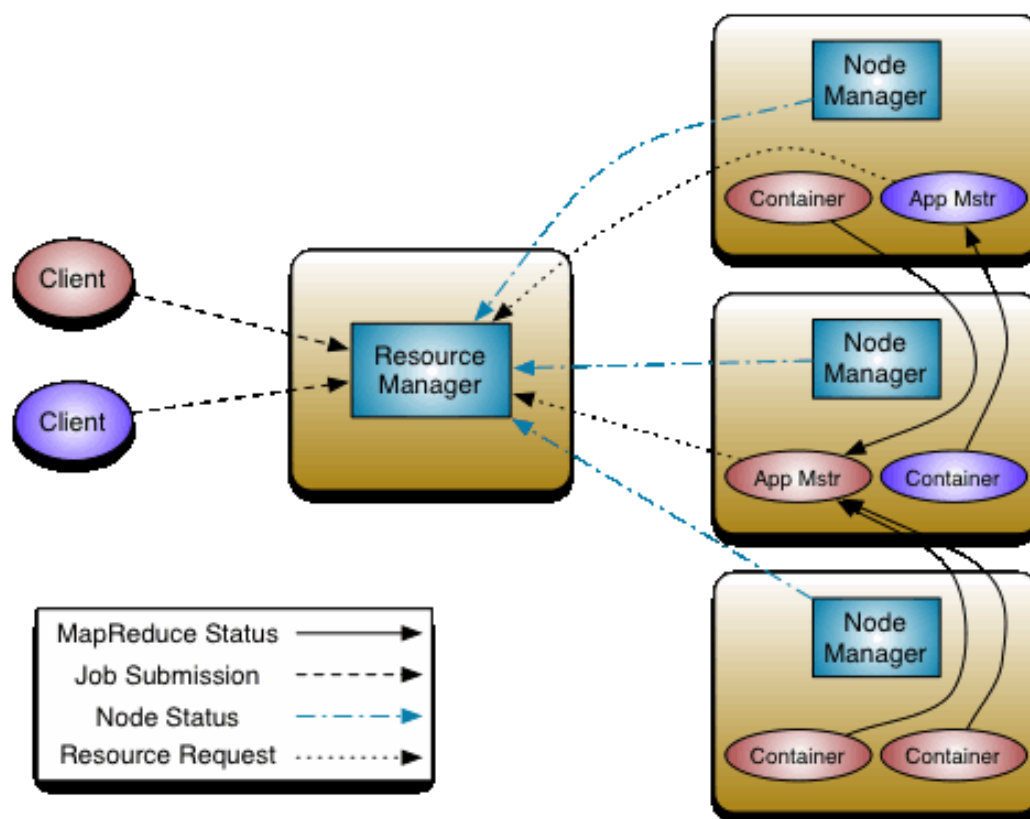 Node
Manager
Container
App Mstr
Client
Client
Resource
Manager
Node
Manager
App Mstr
Container
Node
Manager
Container
Container
MapReduce Status
Job Submission
Node Status
Resource Request